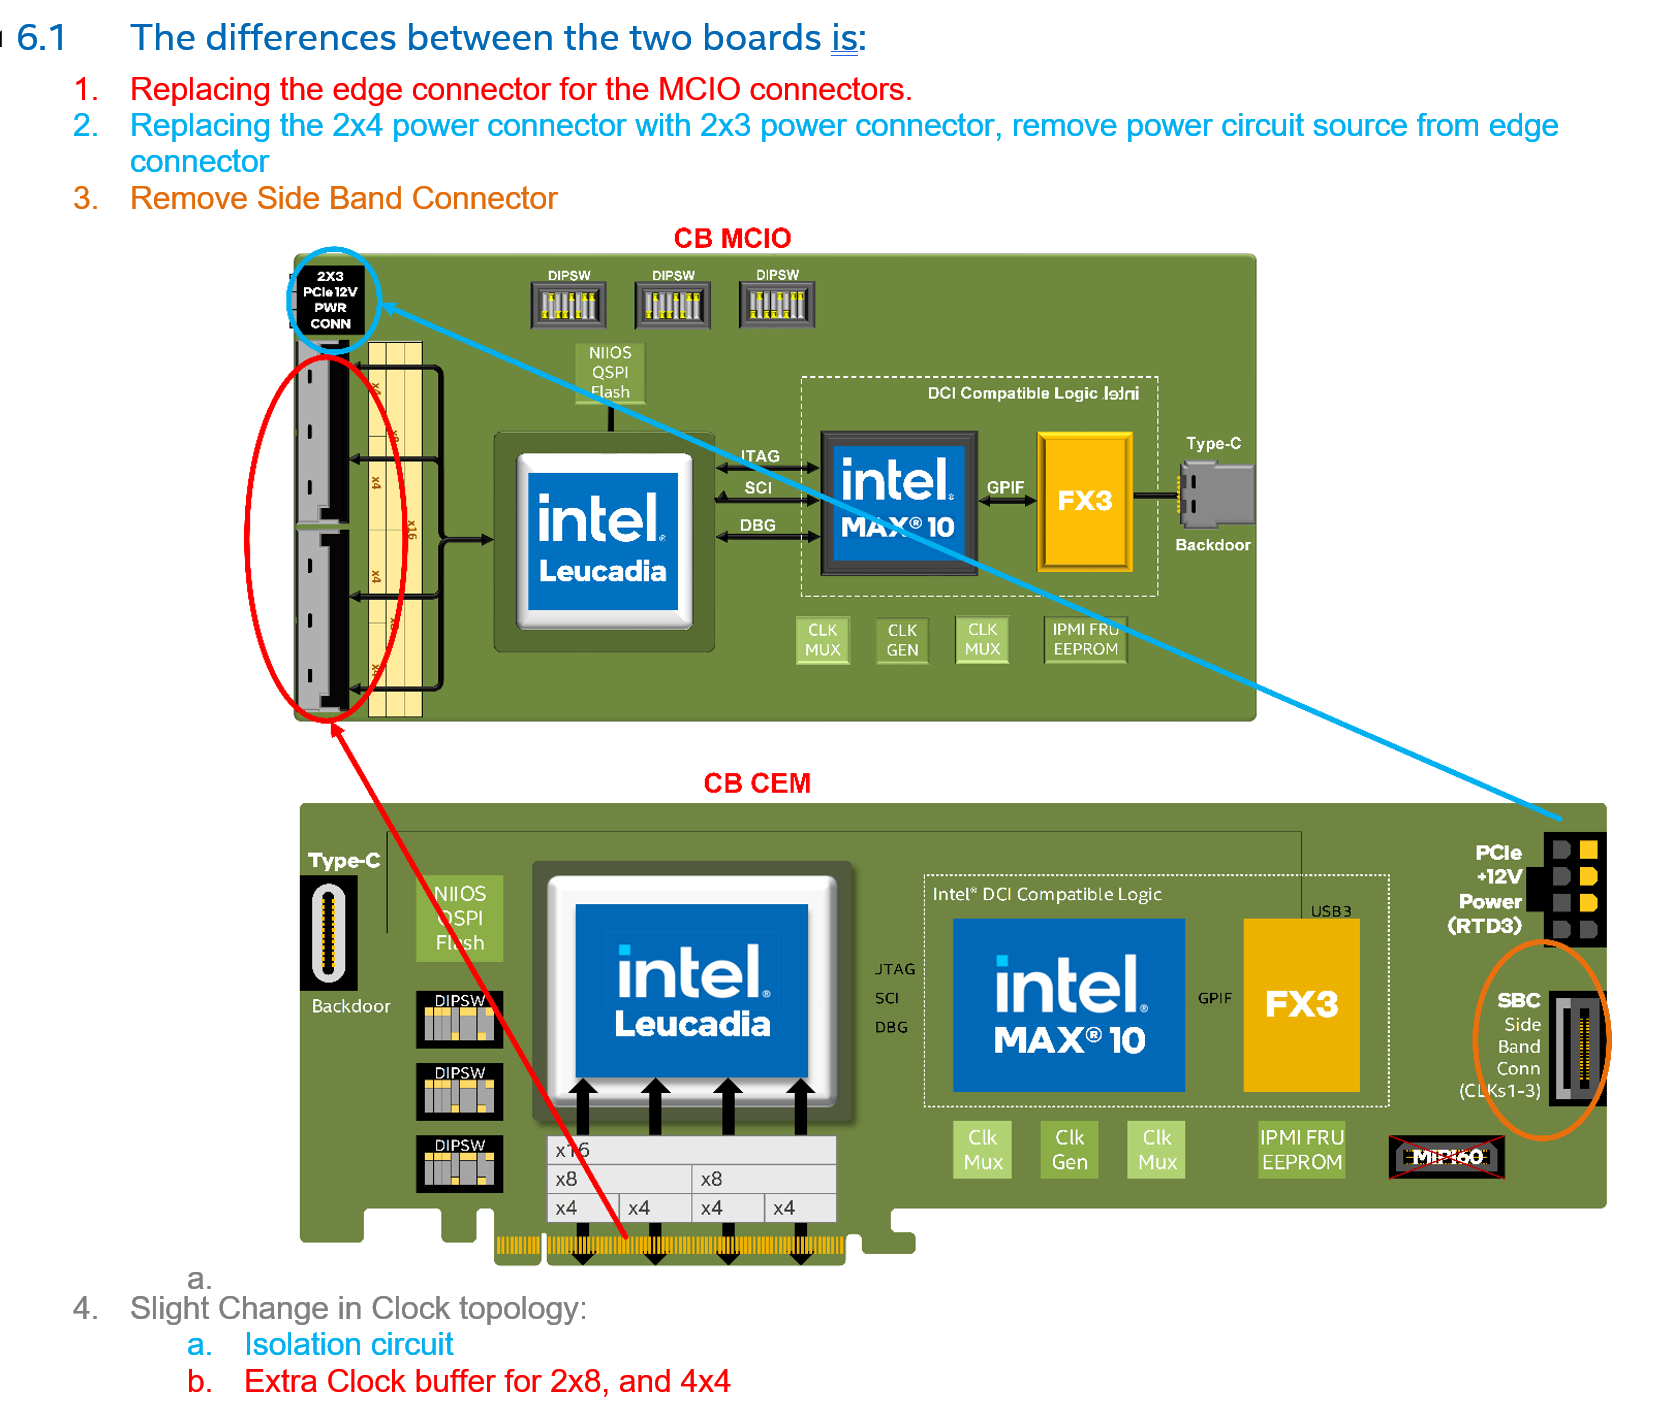 6.1 The differences between the two boards is:
1. Replacing the edge connector for the MCIO connectors.
2. Replacing the 2x4 power connector with 2x3 power connector, remove power circuit source from edge
connector
3. Remove Side Band Connector
CB MCIO
2X3
PCIe 12V
PWR
CONN
DIPSW
DIPSW
DIPSW
NIIOS
QSPI
Flash
x4
x8
x4
x16
x4
x8
x4
intel.
Leucadia
JTAG
SCI
DBG
DCI Compatible Logic Intel
intel.
MAX® 10
GPIF
FX3
Type-C
Backdoor
CLK
MUX
CLK
GEN
CLK
MUX
IPMI FRU
EEPROM
CB CEM
Type-C
Backdoor
NIIOS
QSPI
Flash
DIPSW
DIPSW
DIPSW
intel.
Leucadia
x16
x8 x8
x4 x4 x4 x4
JTAG
SCI
DBG
Intel® DCI Compatible Logic
intel.
MAX® 10
GPIF
USB3
FX3
Clk
Mux
Clk
Gen
Clk
Mux
IPMI FRU
EEPROM
MIPI60
PCIe
+12V
Power
(RTD3)
SBC
Side
Band
Conn
(CLKs1-3)
a.
4. Slight Change in Clock topology:
a. Isolation circuit
b. Extra Clock buffer for 2x8, and 4x4